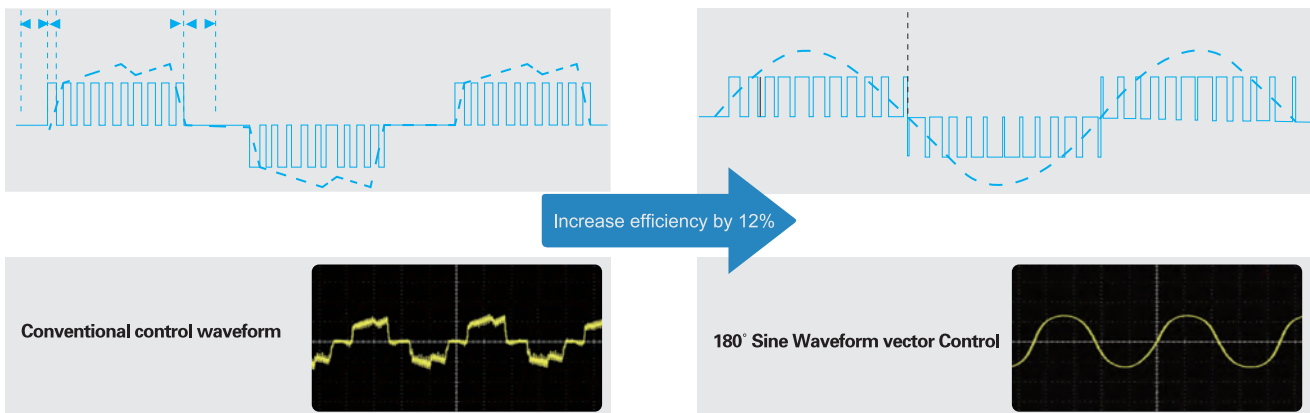 Increase efficiency by 12%
Conventional control waveform
180° Sine Waveform vector Control